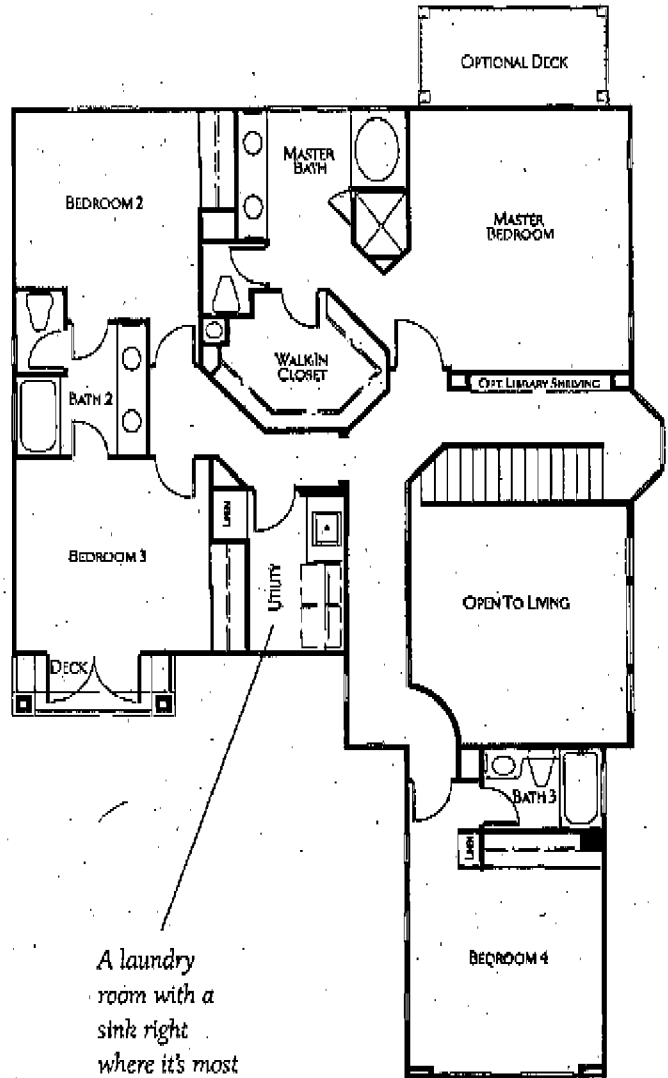 OPTIONAL DECK
MASTER
BATH
BEDROOM 2
MASTER
BEDROOM
WALK-IN
CLOSET
OPT. LIBRARY SHELVING
BATH 2
LINEN
BEDROOM 3
UTILITY
OPEN TO LIVING
DECK
BATH 3
LINEN
BEDROOM 4
A laundry
room with a
sink right
where it's most